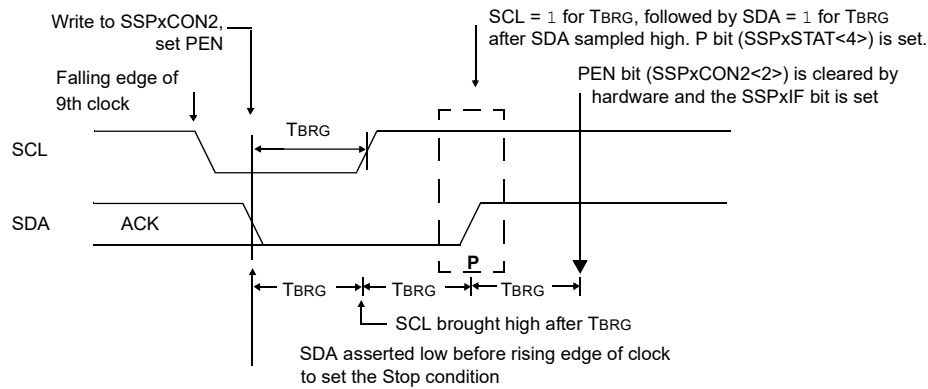 Write to SSPxCON2,
set PEN
SCL = 1 for TBRG, followed by SDA = 1 for TBRG
after SDA sampled high. P bit (SSPxSTAT<4>) is set.
Falling edge of
9th clock
PEN bit (SSPxCON2<2>) is cleared by
hardware and the SSPxIF bit is set
TBRG
SCL
SDA
ACK
P
TBRG
TBRG
TBRG
SCL brought high after TBRG
SDA asserted low before rising edge of clock
to set the Stop condition